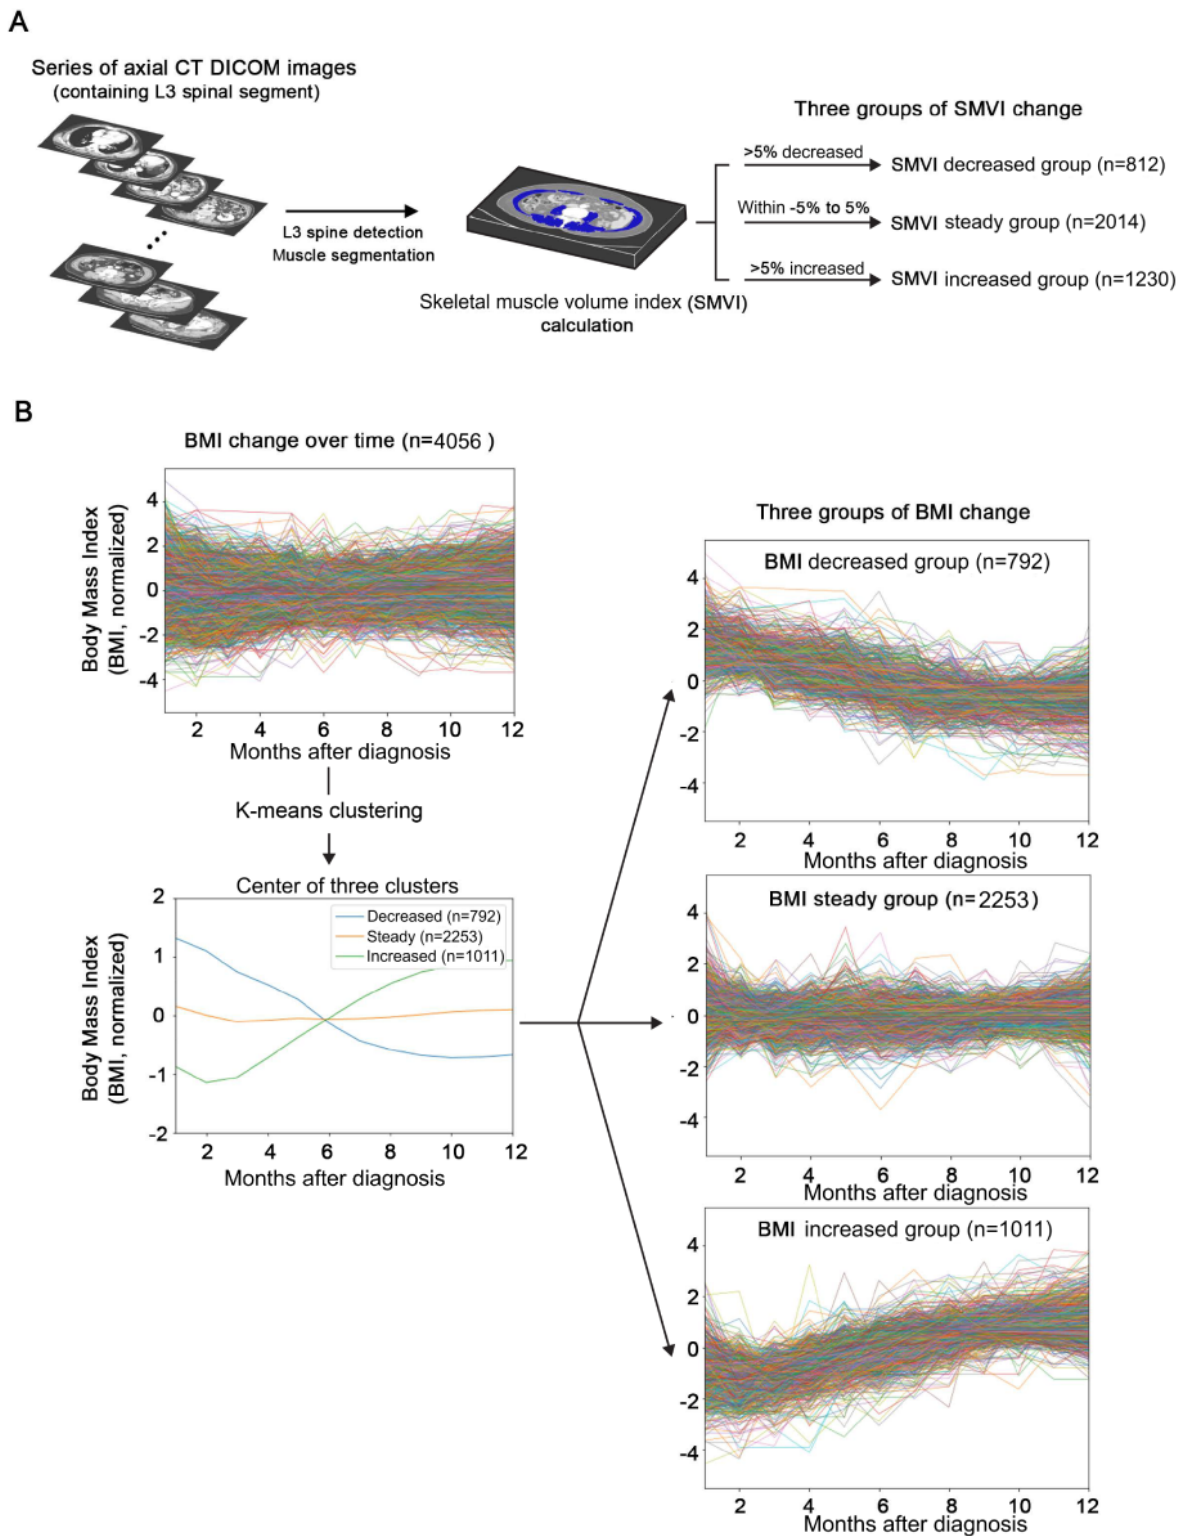 A
Series of axial CT DICOM images
(containing L3 spinal segment)
L3 spine detection
Muscle segmentation
Skeletal muscle volume index (SMVI)
calculation
Three groups of SMVI change
>5% decreased
SMVI decreased group (n=812)
Within -5% to 5%
SMVI steady group (n=2014)
>5% increased
SMVI increased group (n=1230)
B
BMI change over time (n=4056 )
Body Mass Index
(BMI, normalized)
4
2
0
-2
-4
2 4 6 8 10 12
Months after diagnosis
K-means clustering
Center of three clusters
Body Mass Index
(BMI, normalized)
2
1
0
-1
-2
Decreased (n=792)
Steady (n=2253)
Increased (n=1011)
2 4 6 8 10 12
Months after diagnosis
Three groups of BMI change
BMI decreased group (n=792)
4
2
0
-2
-4
2 4 6 8 10 12
Months after diagnosis
BMI steady group (n=2253)
4
2
0
-2
-4
2 4 6 8 10 12
Months after diagnosis
BMI increased group (n=1011)
4
2
0
-2
-4
2 4 6 8 10 12
Months after diagnosis